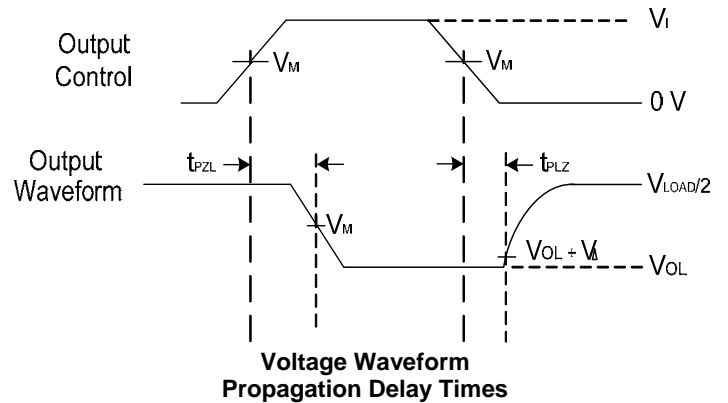 Output
Control
VM
VM
VI
0 V
Output
Waveform
tPZL
tPLZ
VLOAD/2
VM
VOL + VΔ
VOL
Voltage Waveform
Propagation Delay Times